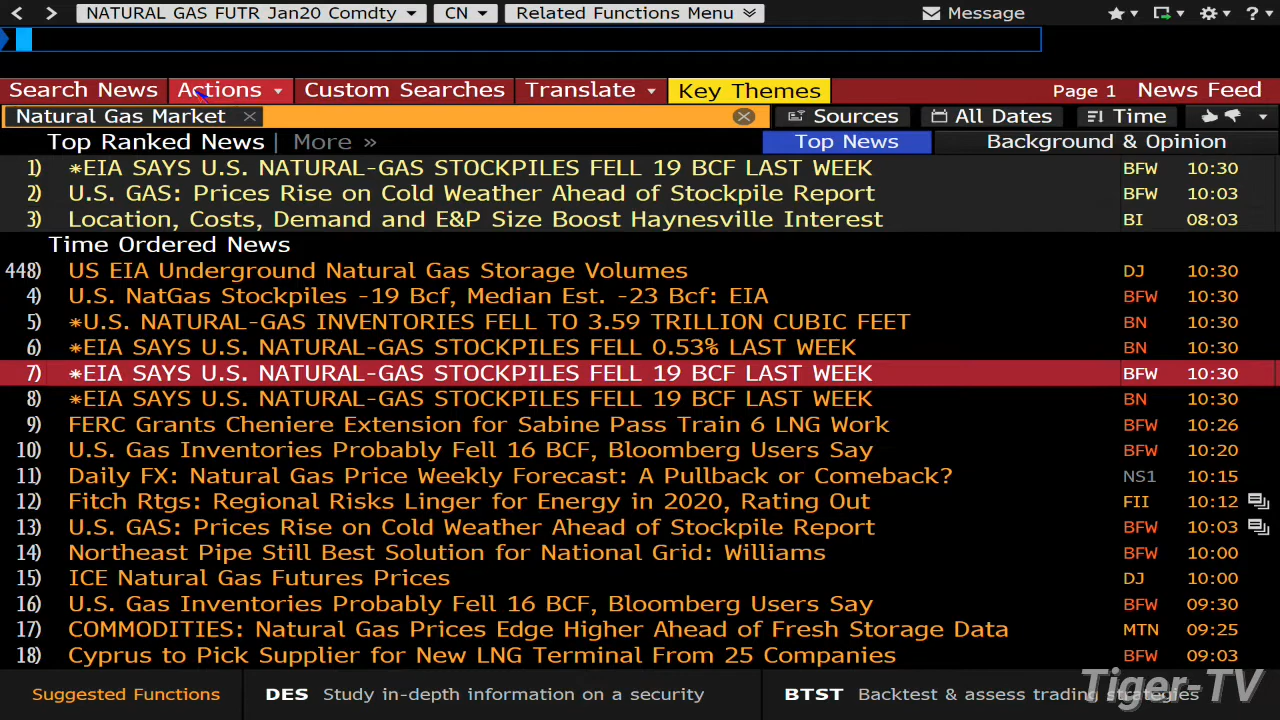 < > NATURAL GAS FUTR Jan20 Comdty CN Related Functions Menu Message ?
Search News Actions Custom Searches Translate Key Themes Page 1 News Feed
Natural Gas Market Sources All Dates Time
Top Ranked News | More » Top News Background & Opinion
1) *EIA SAYS U.S. NATURAL-GAS STOCKPILES FELL 19 BCF LAST WEEK BFW 10:30
2) U.S. GAS: Prices Rise on Cold Weather Ahead of Stockpile Report BFW 10:03
3) Location, Costs, Demand and E&P Size Boost Haynesville Interest BI 08:03
Time Ordered News
448) US EIA Underground Natural Gas Storage Volumes DJ 10:30
4) U.S. NatGas Stockpiles -19 Bcf, Median Est. -23 Bcf: EIA BFW 10:30
5) *U.S. NATURAL-GAS INVENTORIES FELL TO 3.59 TRILLION CUBIC FEET BN 10:30
6) *EIA SAYS U.S. NATURAL-GAS STOCKPILES FELL 0.53% LAST WEEK BN 10:30
7) *EIA SAYS U.S. NATURAL-GAS STOCKPILES FELL 19 BCF LAST WEEK BFW 10:30
8) *EIA SAYS U.S. NATURAL-GAS STOCKPILES FELL 19 BCF LAST WEEK BN 10:30
9) FERC Grants Cheniere Extension for Sabine Pass Train 6 LNG Work BFW 10:26
10) U.S. Gas Inventories Probably Fell 16 BCF, Bloomberg Users Say BFW 10:20
11) Daily FX: Natural Gas Price Weekly Forecast: A Pullback or Comeback? NS1 10:15
12) Fitch Rtgs: Regional Risks Linger for Energy in 2020, Rating Out FII 10:12
13) U.S. GAS: Prices Rise on Cold Weather Ahead of Stockpile Report BFW 10:03
14) Northeast Pipe Still Best Solution for National Grid: Williams BFW 10:00
15) ICE Natural Gas Futures Prices DJ 10:00
16) U.S. Gas Inventories Probably Fell 16 BCF, Bloomberg Users Say BFW 09:30
17) COMMODITIES: Natural Gas Prices Edge Higher Ahead of Fresh Storage Data MTN 09:25
18) Cyprus to Pick Supplier for New LNG Terminal From 25 Companies BFW 09:03
Suggested Functions DES Study in-depth information on a security BTST Backtest & assess trading strategies
Tiger-TV